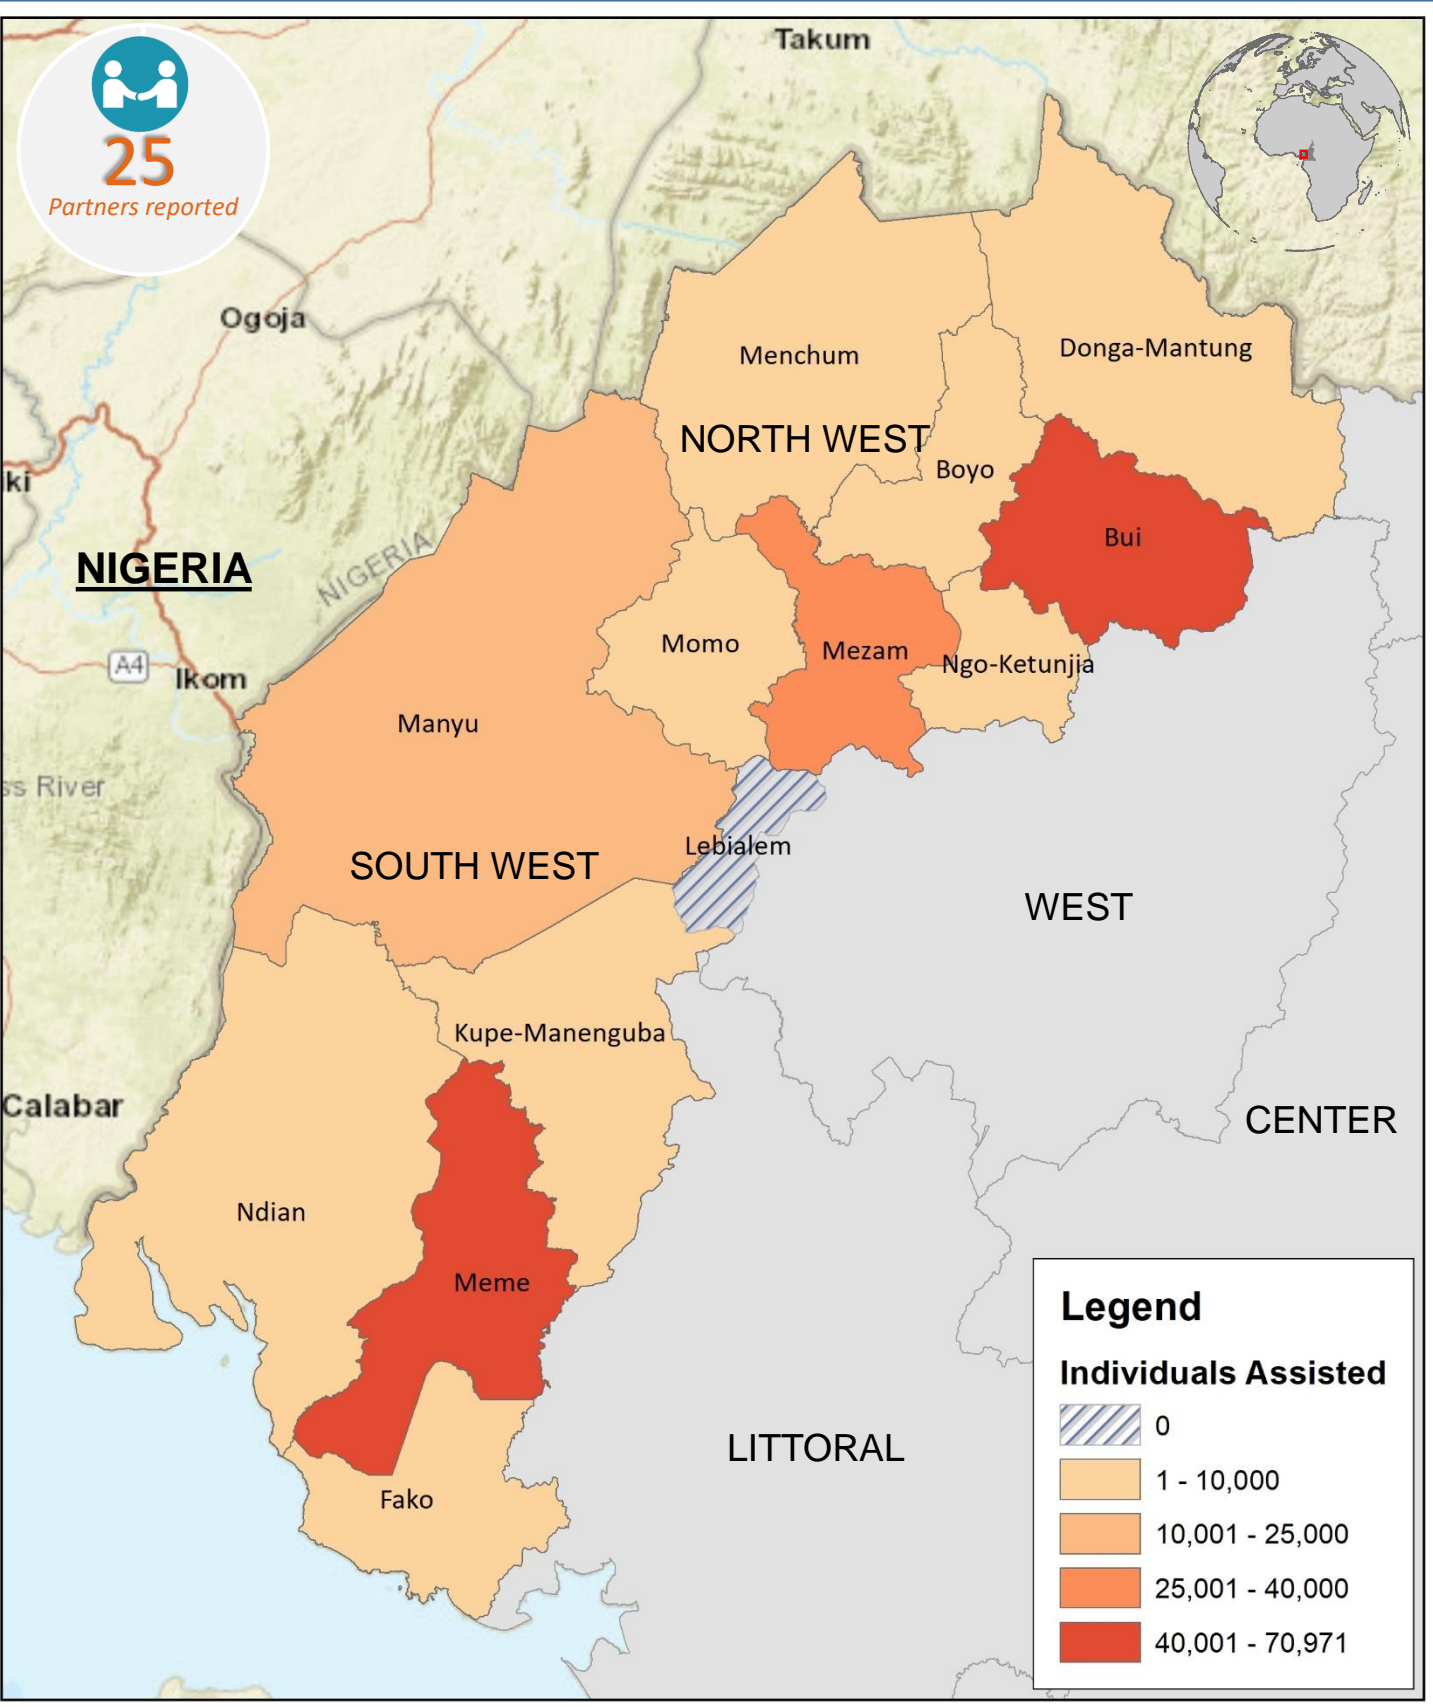 Takum
25
Partners reported
Ogoja
Menchum
Donga-Mantung
NORTH WEST
Boyo
ki
Bui
NIGERIA
NIGERIA
Momo
Mezam
Ngo-Ketunjia
A4
Ikom
Manyu
ss River
Lebialem
SOUTH WEST
WEST
Kupe-Manenguba
Calabar
CENTER
Ndian
Meme
LITTORAL
Fako
Legend
Individuals Assisted
0
1 - 10,000
10,001 - 25,000
25,001 - 40,000
40,001 - 70,971